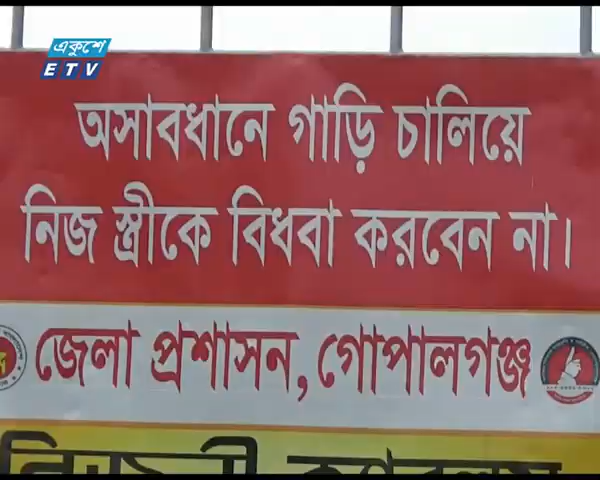 একুশে
ETV
অসাবধানে গাড়ি চালিয়ে
নিজ স্ত্রীকে বিধবা করবেন না।
জেলা প্রশাসন, গোপালগঞ্জ